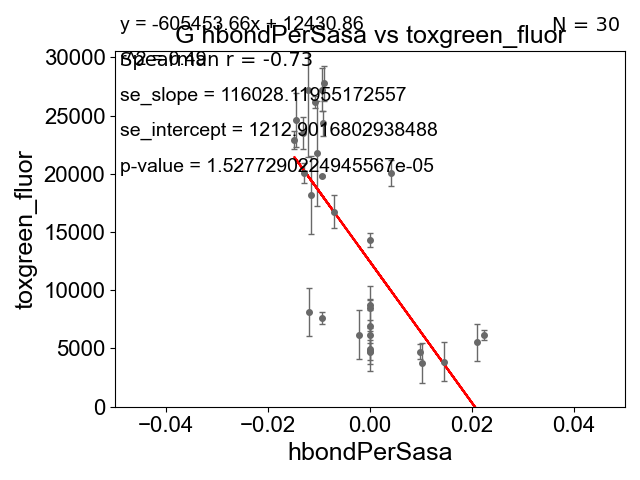 y = -605453.66x + 12430.86
N = 30
G hbondPerSasa vs toxgreen_fluor
Spearman r = -0.73
r^2 = 0.49
se_slope = 116028.11955172557
se_intercept = 1212.9016802938488
p-value = 1.5277290224945567e-05
30000
25000
20000
15000
10000
5000
0
toxgreen_fluor
−0.04
−0.02
0.00
0.02
0.04
hbondPerSasa